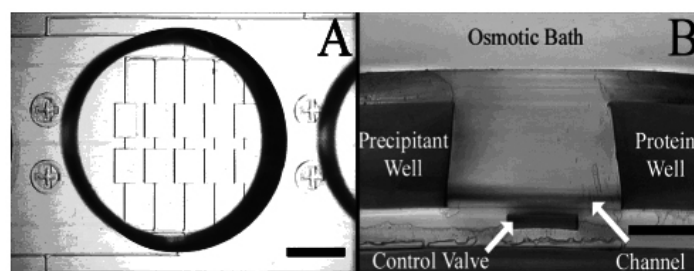 A
B
Osmotic Bath
Precipitant
Well
Protein
Well
Control Valve
Channel